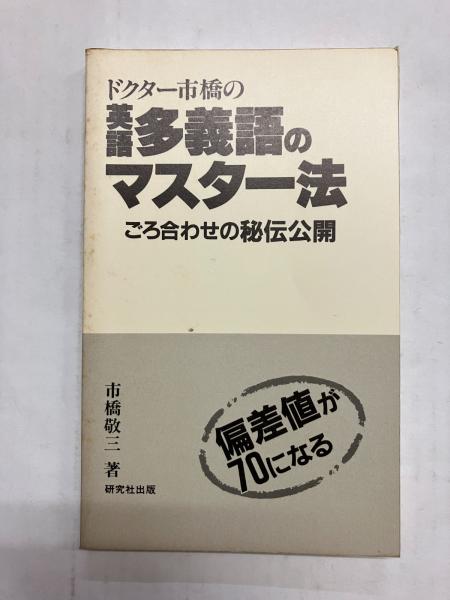 ドクター市橋の
英語多義語の
マスター法
ごろ合わせの秘伝公開
偏差値が
70になる
市橋敬三 著
研究社出版